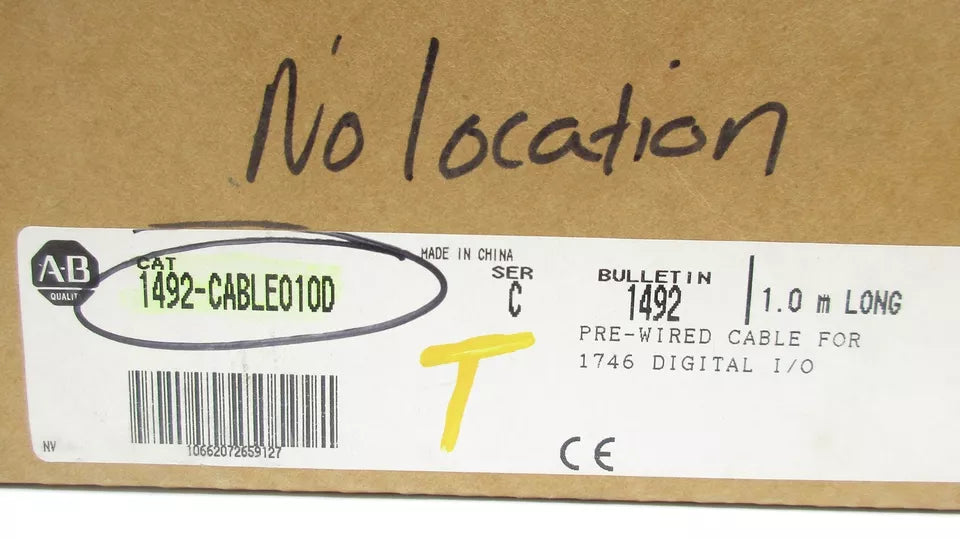 No location
A-B
QUALITY
CAT
1492-CABLE010D
MADE IN CHINA
SER
C
BULLETIN
1492
1.0 m LONG
PRE-WIRED CABLE FOR
1746 DIGITAL I/O
T
10662072659127
NV
CE